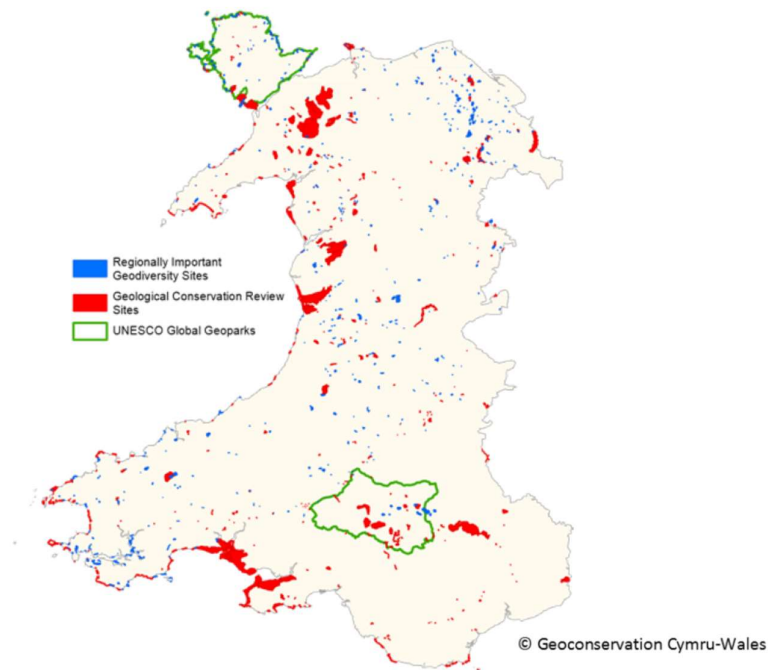 Regionally Important
Geodiversity Sites
Geological Conservation Review
Sites
UNESCO Global Geoparks
© Geoconservation Cymru-Wales